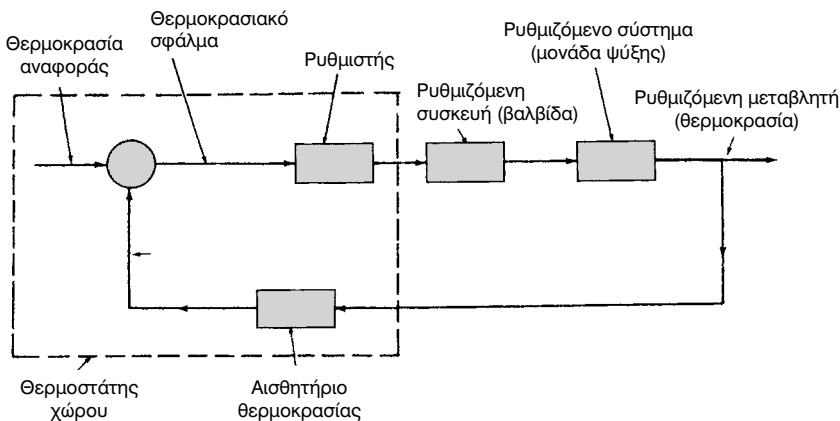 Θερμοκρασία
αναφοράς
Θερμοκρασιακό
σφάλμα
Ρυθμιστής
Ρυθμιζόμενη
συσκευή (βαλβίδα)
Ρυθμιζόμενο σύστημα
(μονάδα ψύξης)
Ρυθμιζόμενη μεταβλητή
(θερμοκρασία)
Θερμοστάτης
χώρου
Αισθητήριο
θερμοκρασίας